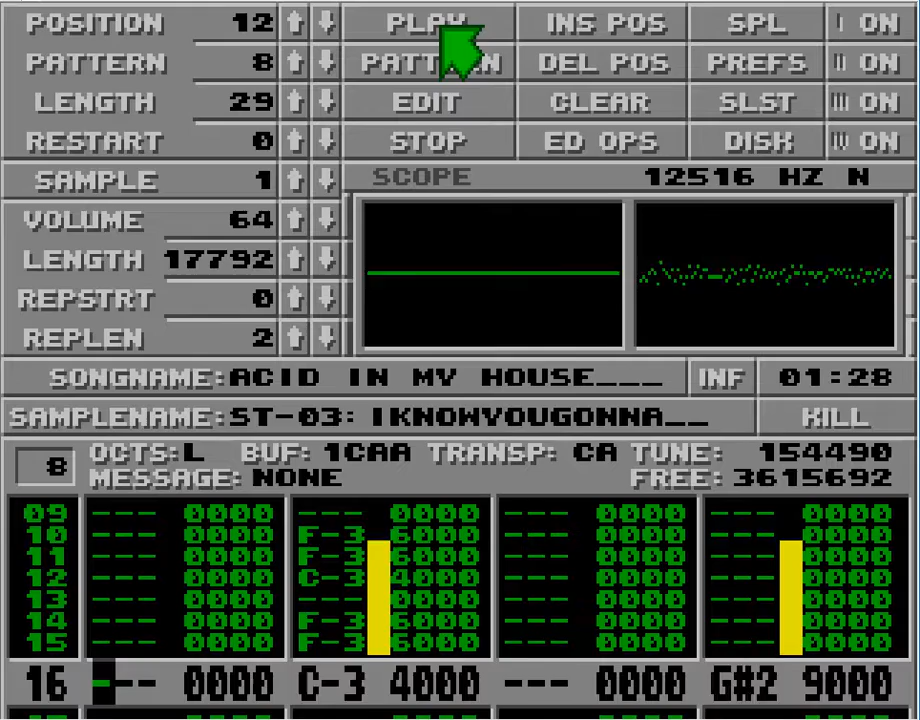 POSITION 12 PLAY INS POS SPL I ON
PATTERN 8 PATTERN DEL POS PREFS II ON
LENGTH 29 EDIT CLEAR SLST III ON
RESTART 0 STOP ED OPS DISK IV ON
SAMPLE 1 SCOPE 12516 HZ N
VOLUME 64
LENGTH 17792
REPSTRT 0
REPLEN 2
SONGNAME:ACID IN MY HOUSE___ INF 01:28
SAMPLENAME:ST-03: IKNOWYOUGONNA__ KILL
8 OCTS:L BUF: 1CAA TRANSP: CA TUNE: 154490
MESSAGE: NONE FREE: 3615692
09 --- 0000 --- 0000 --- 0000 --- 0000
10 --- 0000 F-3 6000 --- 0000 --- 0000
11 --- 0000 F-3 6000 --- 0000 --- 0000
12 --- 0000 C-3 4000 --- 0000 --- 0000
13 --- 0000 --- 0000 --- 0000 --- 0000
14 --- 0000 F-3 6000 --- 0000 --- 0000
15 --- 0000 F-3 6000 --- 0000 --- 0000
16 --- 0000 C-3 4000 --- 0000 G#2 9000